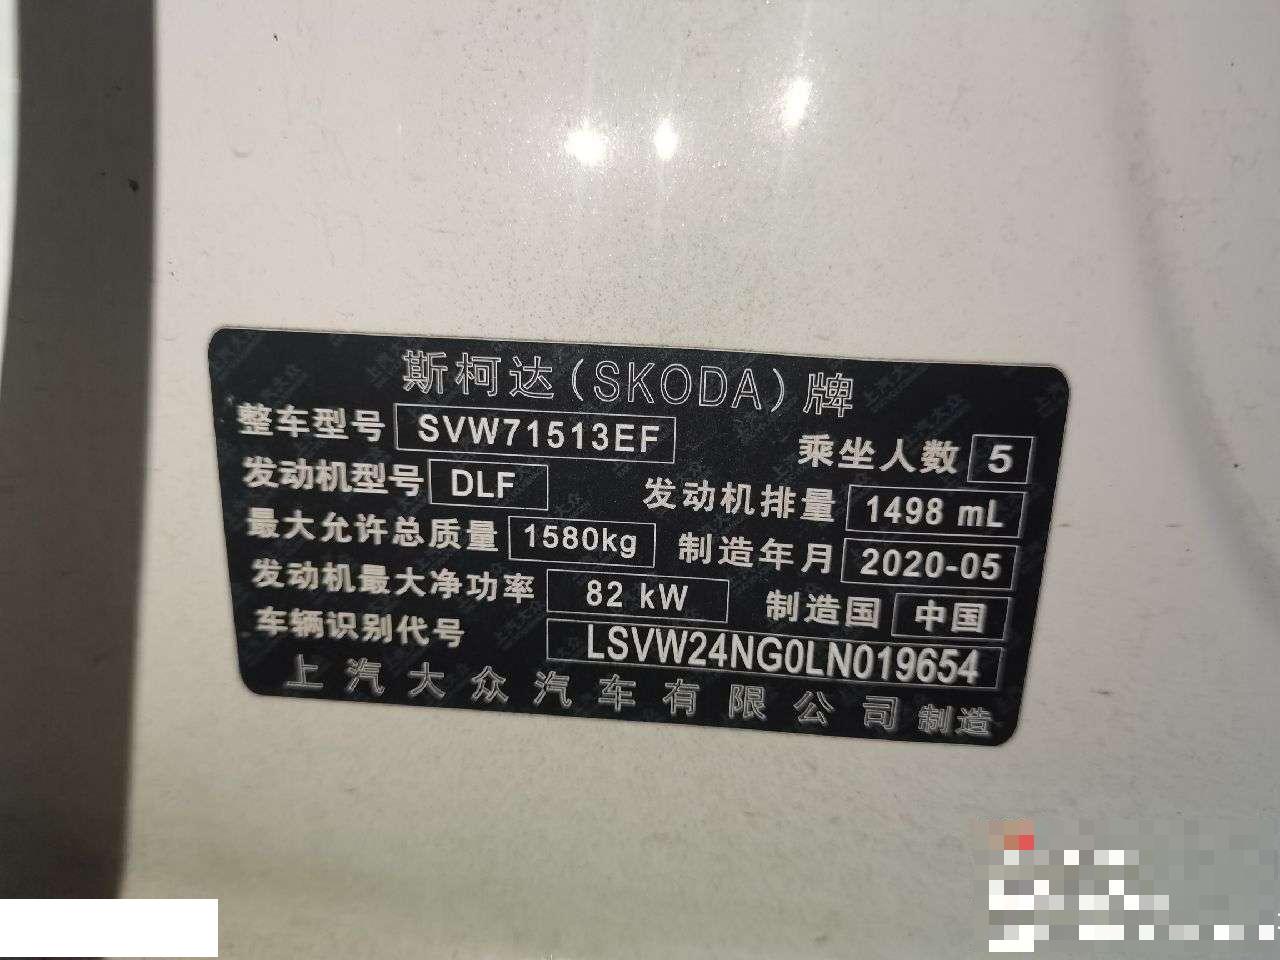 斯柯达(SKODA)牌
整车型号 SVW71513EF 乘坐人数 5
发动机型号 DLF 发动机排量 1498 mL
最大允许总质量 1580kg 制造年月 2020-05
发动机最大净功率 82 kW 制造国 中国
车辆识别代号 LSVW24NG0LN019654
上汽大众汽车有限公司 制造